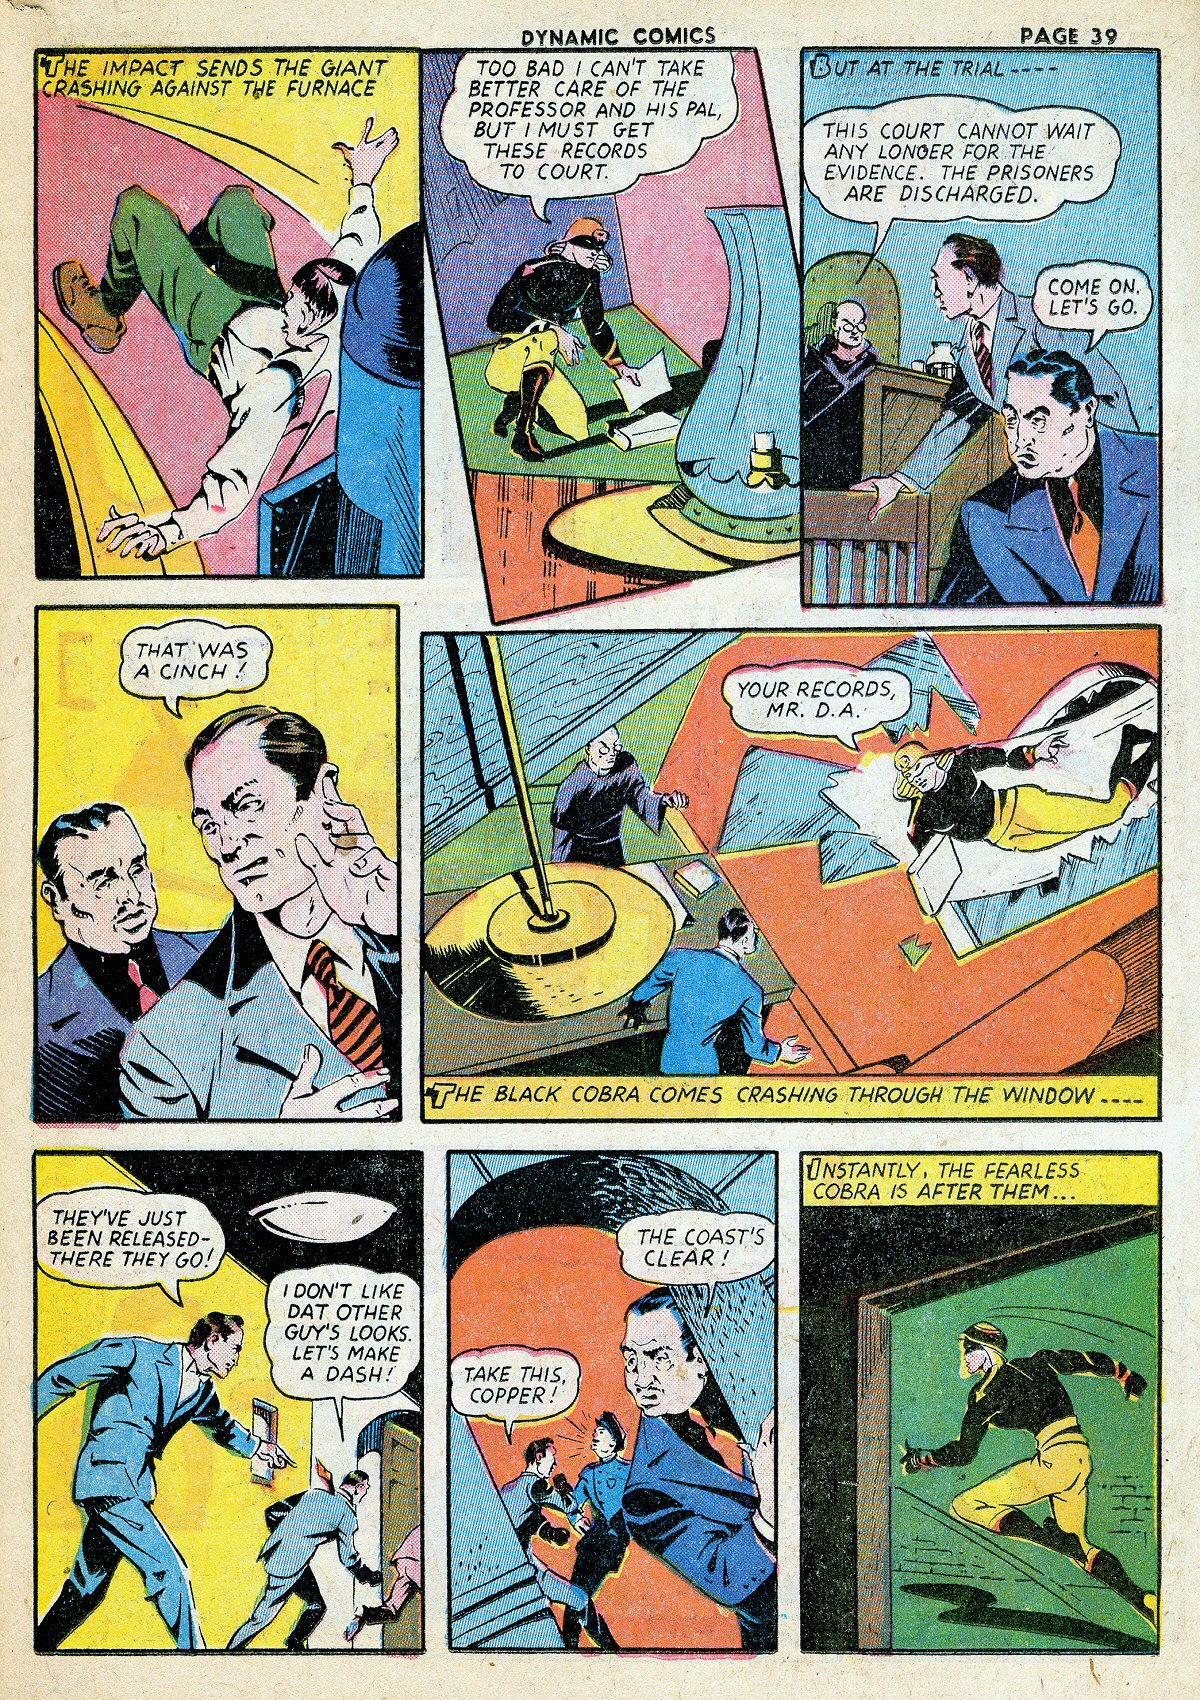 DYNAMIC COMICS
PAGE 39
THE IMPACT SENDS THE GIANT
CRASHING AGAINST THE FURNACE
TOO BAD I CAN'T TAKE
BETTER CARE OF THE
PROFESSOR AND HIS PAL,
BUT I MUST GET
THESE RECORDS
TO COURT.
BUT AT THE TRIAL----
THIS COURT CANNOT WAIT
ANY LONGER FOR THE
EVIDENCE. THE PRISONERS
ARE DISCHARGED.
COME ON.
LET'S GO.
THAT WAS
A CINCH!
YOUR RECORDS,
MR. D.A.
THE BLACK COBRA COMES CRASHING THROUGH THE WINDOW----
THEY'VE JUST
BEEN RELEASED-
THERE THEY GO!
I DON'T LIKE
DAT OTHER
GUY'S LOOKS.
LET'S MAKE
A DASH!
THE COAST'S
CLEAR!
TAKE THIS,
COPPER!
INSTANTLY, THE FEARLESS
COBRA IS AFTER THEM...